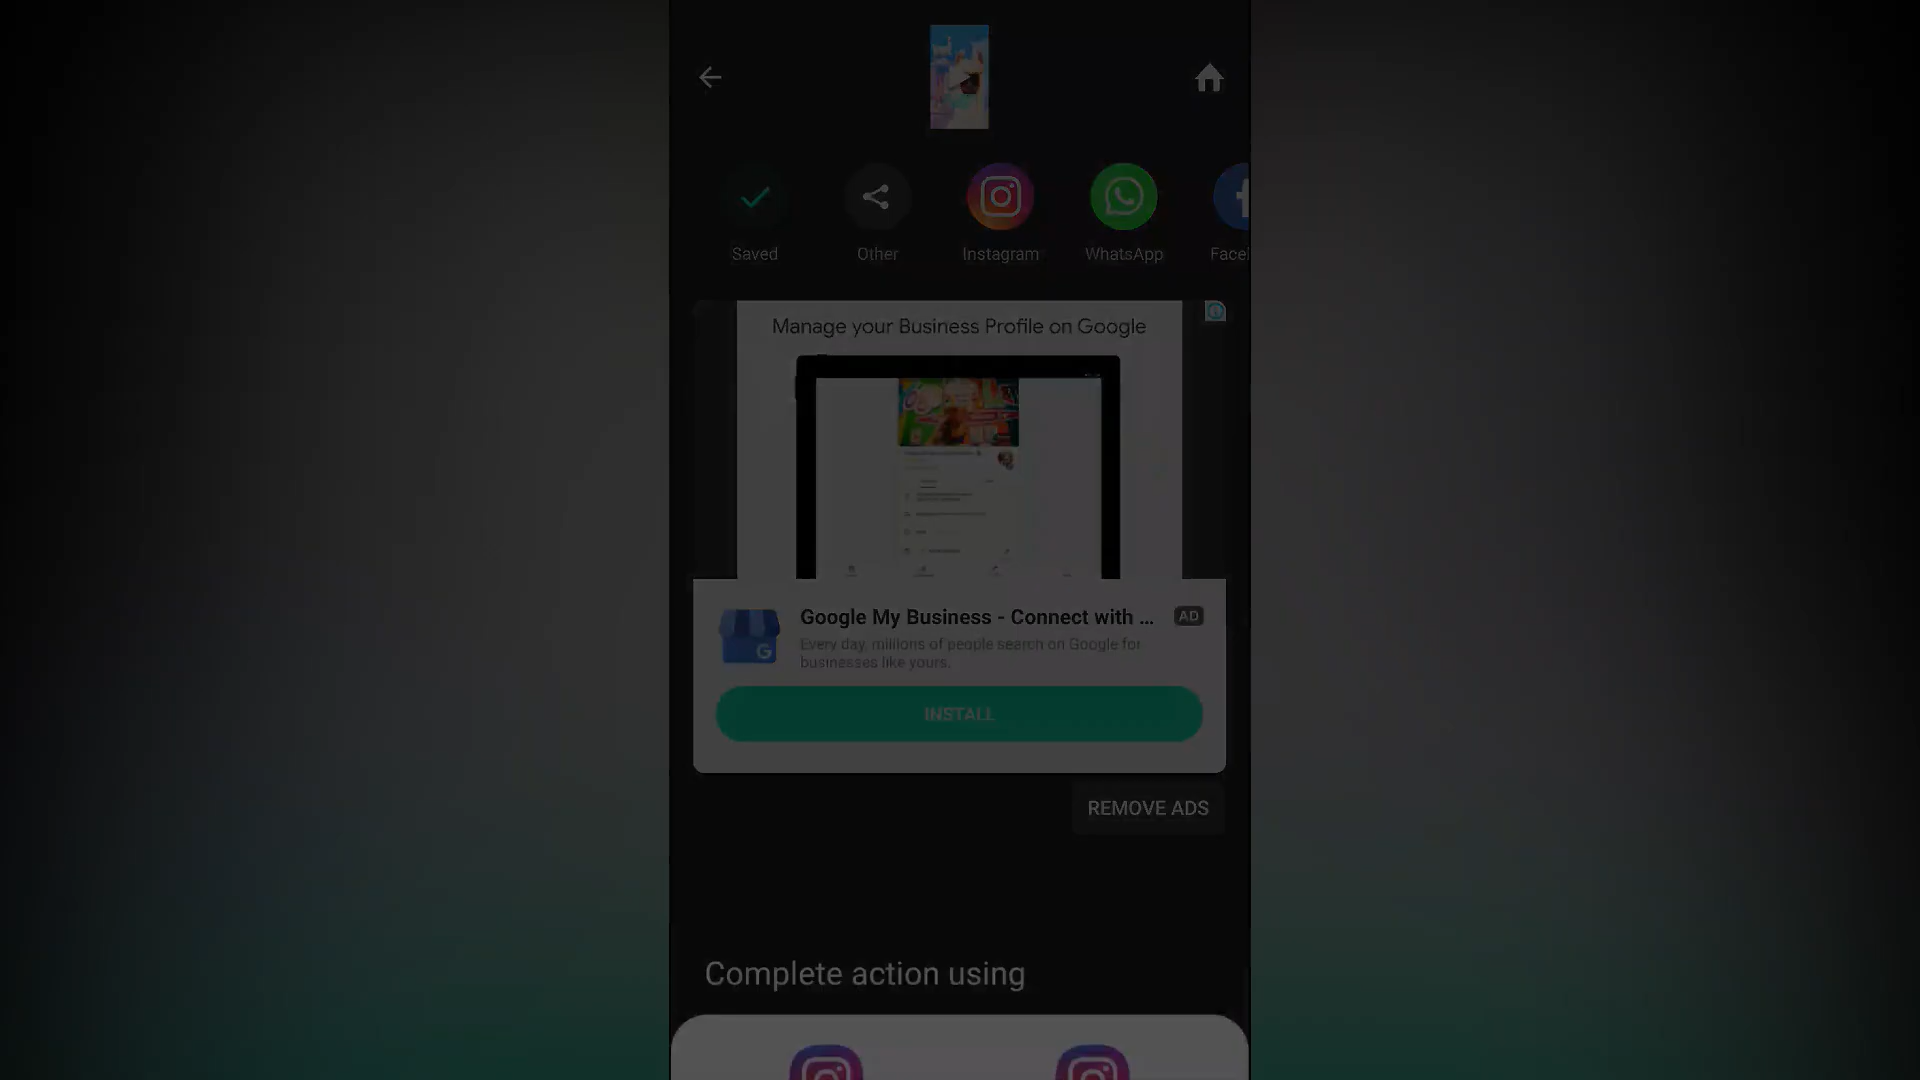 Saved
Other
Instagram
WhatsApp
Facel
Manage your Business Profile on Google
Google My Business - Connect with ...
AD
Every day, millions of people search on Google for
businesses like yours.
G
INSTALL
REMOVE ADS
Complete action using